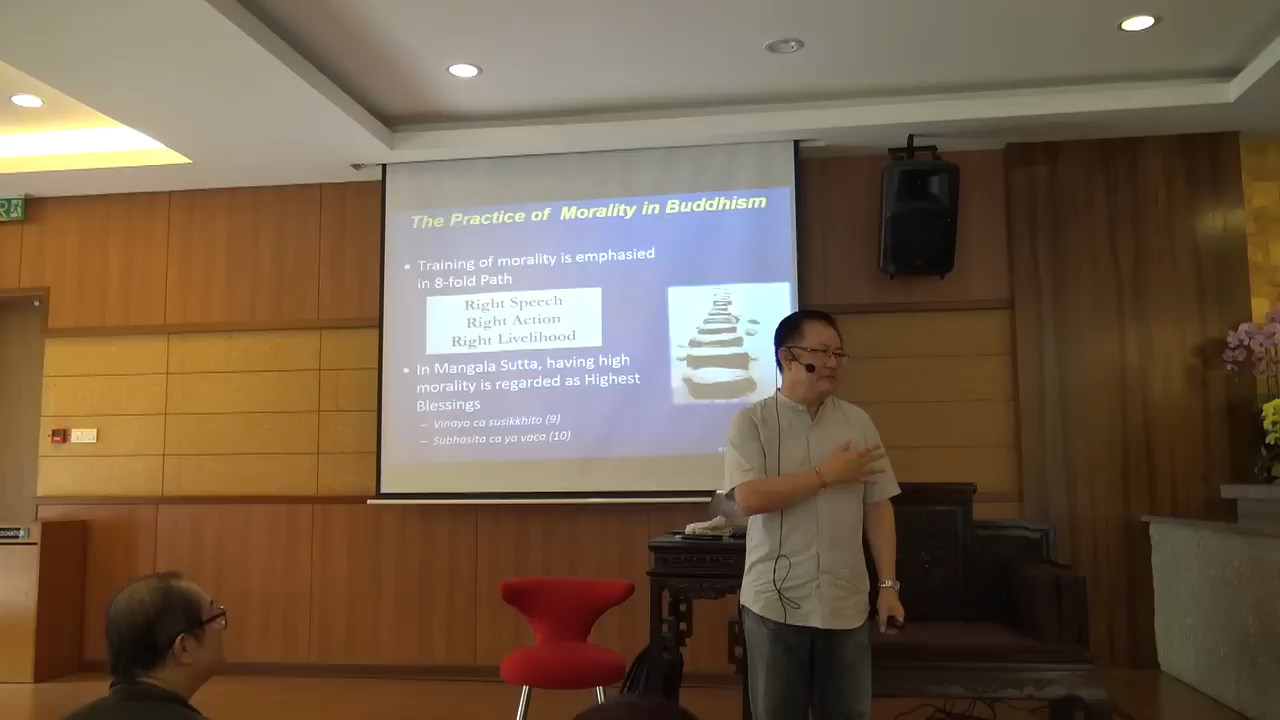 The Practice of Morality in Buddhism
• Training of morality is emphasied
in 8-fold Path
Right Speech
Right Action
Right Livelihood
• In Mangala Sutta, having high
morality is regarded as Highest
Blessings
– Vinayo ca susikkhito (9)
– Subhasita ca ya vaca (10)
DONATION